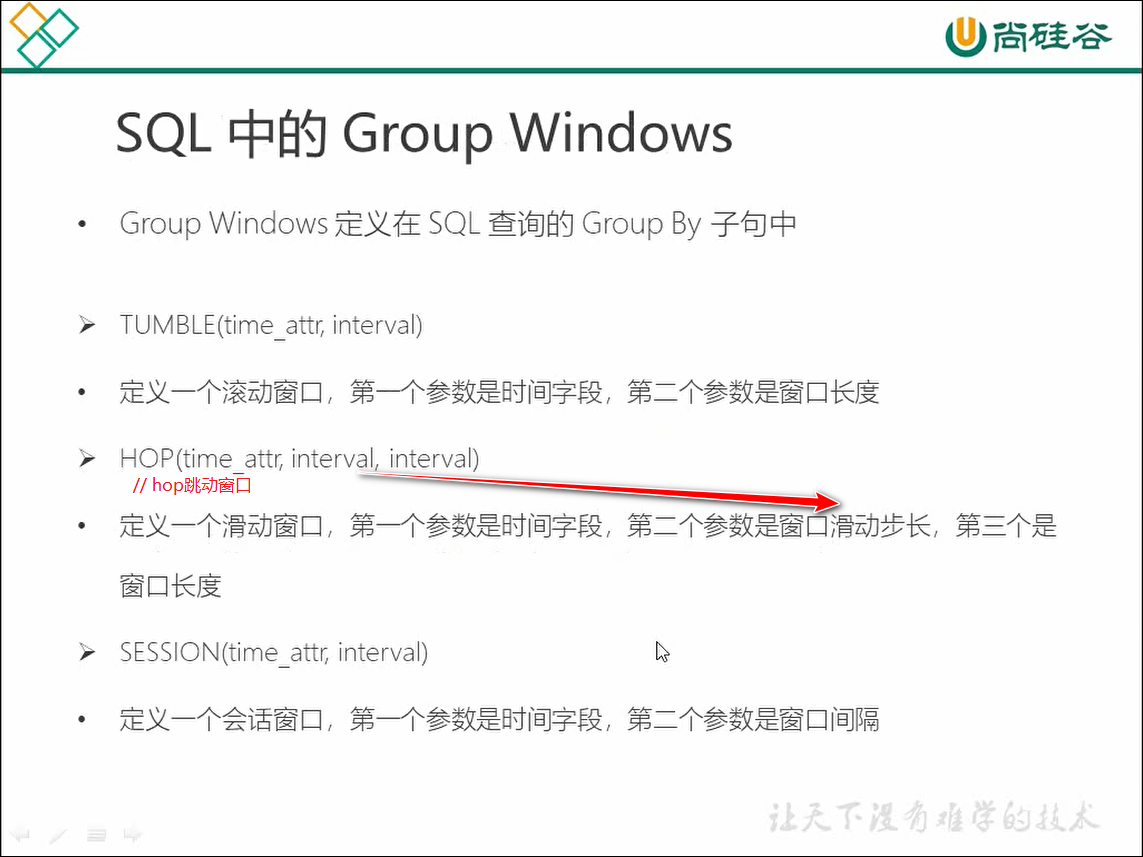 尚硅谷
SQL 中的 Group Windows
• Group Windows 定义在 SQL 查询的 Group By 子句中
➢ TUMBLE(time_attr, interval)
• 定义一个滚动窗口，第一个参数是时间字段，第二个参数是窗口长度
➢ HOP(time_attr, interval, interval)
// hop跳动窗口
• 定义一个滑动窗口，第一个参数是时间字段，第二个参数是窗口滑动步长，第三个是
窗口长度
➢ SESSION(time_attr, interval)
• 定义一个会话窗口，第一个参数是时间字段，第二个参数是窗口间隔
让天下没有难学的技术